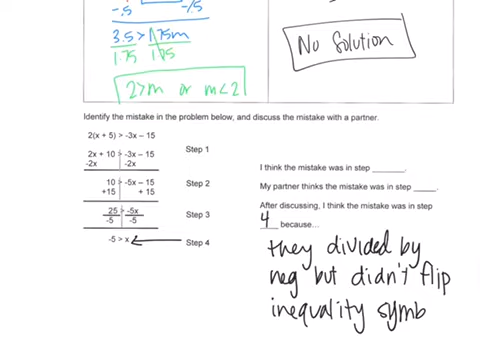 -.5 -.5
3.5 > 1.75m
1.75 1.75
2 > m or m < 2
No Solution
Identify the mistake in the problem below, and discuss the mistake with a partner.
2(x + 5) > -3x – 15
2x + 10 > -3x – 15 Step 1
-2x -2x
10 > -5x – 15 Step 2
+15 + 15
25 > -5x Step 3
-5 -5
-5 > x Step 4
I think the mistake was in step ______.
My partner thinks the mistake was in step ____.
After discussing, I think the mistake was in step
4 because…
they divided by
neg but didn't flip
inequality symb